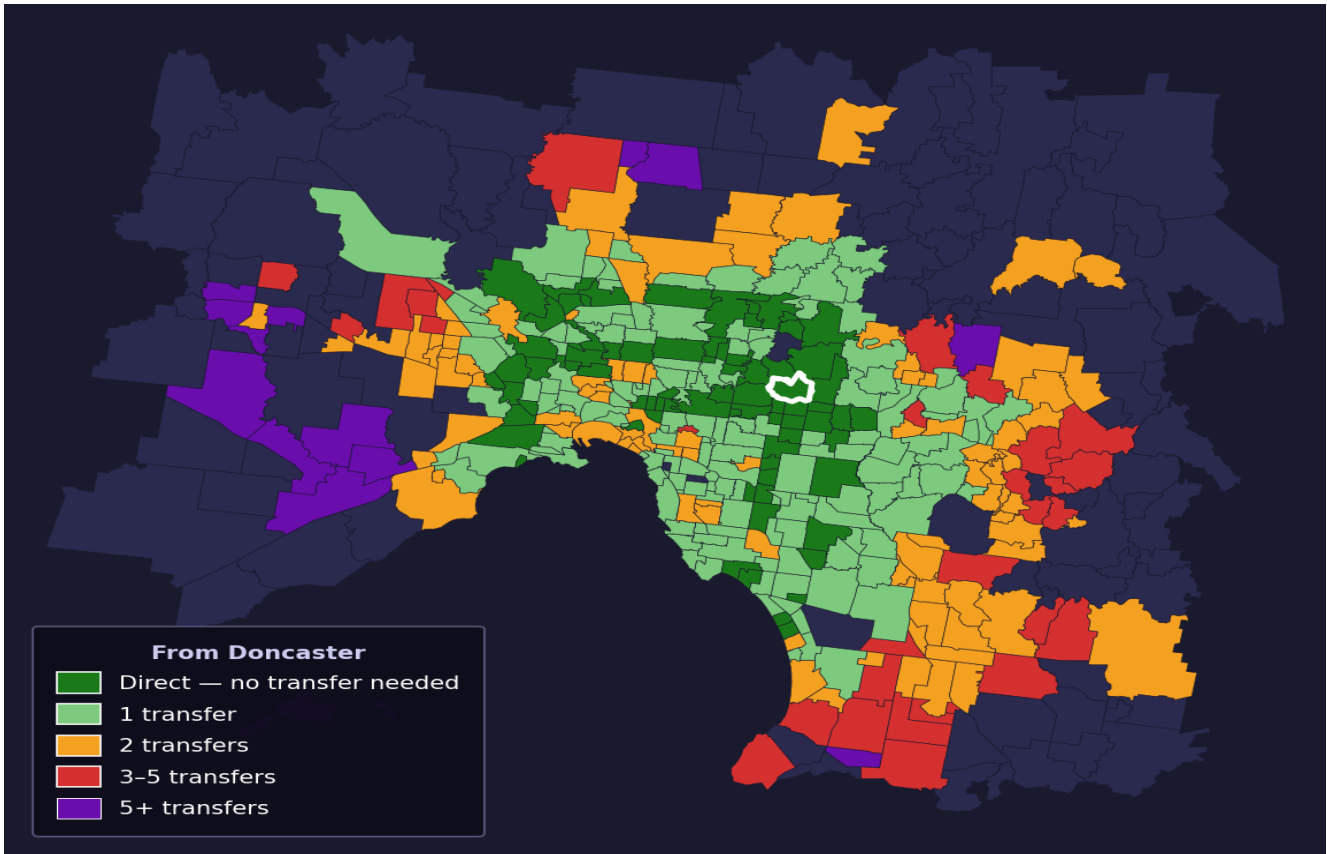 From Doncaster
Direct — no transfer needed
1 transfer
2 transfers
3–5 transfers
5+ transfers